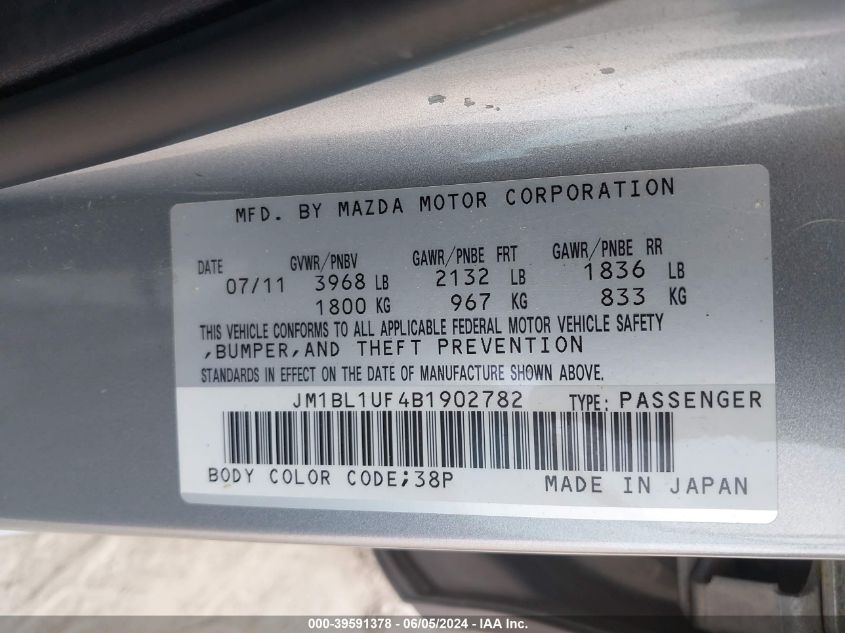 MFD. BY MAZDA MOTOR CORPORATION
DATE GVWR/PNBV GAWR/PNBE FRT GAWR/PNBE RR
07/11 3968 LB 2132 LB 1836 LB
1800 KG 967 KG 833 KG
THIS VEHICLE CONFORMS TO ALL APPLICABLE FEDERAL MOTOR VEHICLE SAFETY
,BUMPER,AND THEFT PREVENTION
STANDARDS IN EFFECT ON THE DATE OF MANUFACTURE SHOWN ABOVE.
JM1BL1UF4B1902782 TYPE: PASSENGER
BODY COLOR CODE;38P MADE IN JAPAN
000-39591378 - 06/05/2024 - IAA Inc.